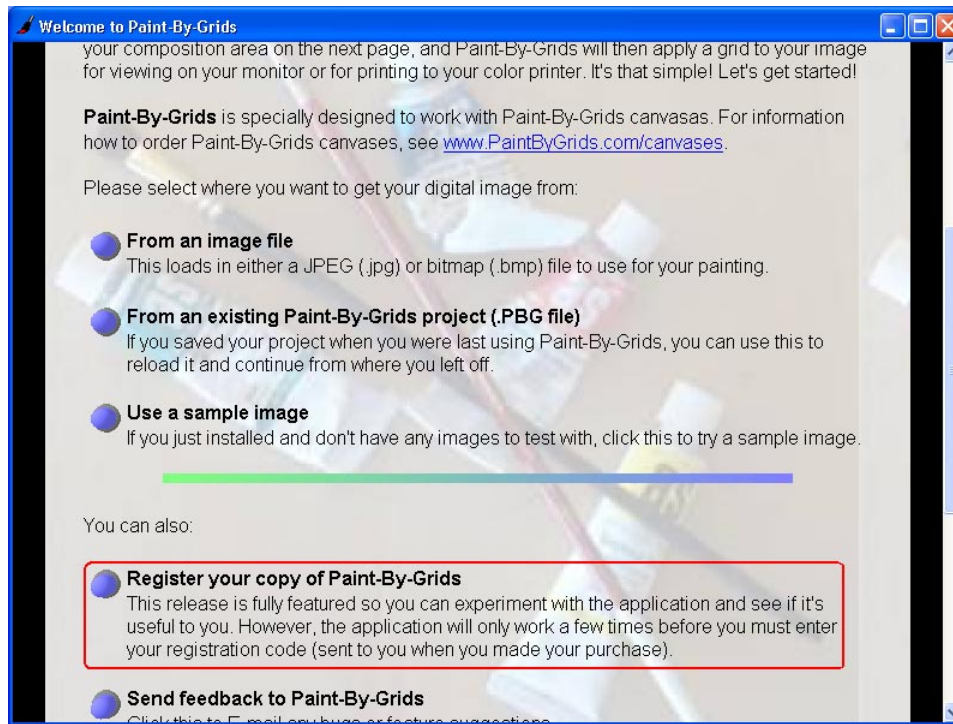 Welcome to Paint-By-Grids
your composition area on the next page, and Paint-By-Grids will then apply a grid to your image
for viewing on your monitor or for printing to your color printer. It's that simple! Let's get started!
Paint-By-Grids is specially designed to work with Paint-By-Grids canvasas. For information
how to order Paint-By-Grids canvases, see www.PaintByGrids.com/canvases.
Please select where you want to get your digital image from:
From an image file
This loads in either a JPEG (.jpg) or bitmap (.bmp) file to use for your painting.
From an existing Paint-By-Grids project (.PBG file)
If you saved your project when you were last using Paint-By-Grids, you can use this to
reload it and continue from where you left off.
Use a sample image
If you just installed and don't have any images to test with, click this to try a sample image.
You can also:
Register your copy of Paint-By-Grids
This release is fully featured so you can experiment with the application and see if it's
useful to you. However, the application will only work a few times before you must enter
your registration code (sent to you when you made your purchase).
Send feedback to Paint-By-Grids
Click this to E-mail any bugs or feature suggestions